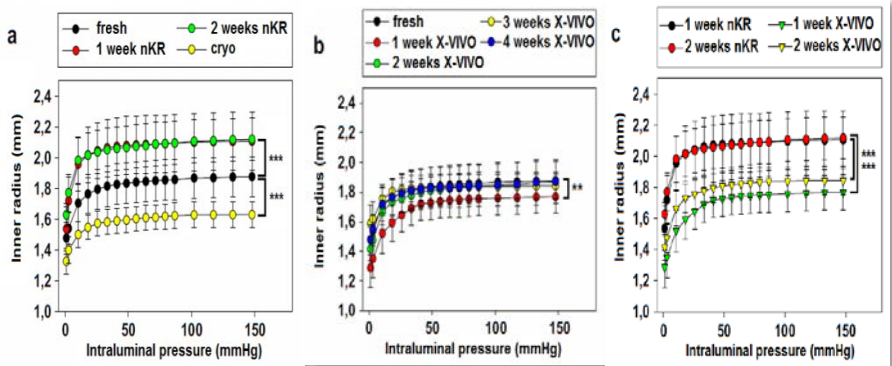 a
fresh
2 weeks nKR
1 week nKR
cryo
Inner radius (mm)
2,4
2,2
2,0
1,8
1,6
1,4
1,2
1,0
***
***
0 50 100 150
Intraluminal pressure (mmHg)
b
fresh
3 weeks X-VIVO
1 week X-VIVO
4 weeks X-VIVO
2 weeks X-VIVO
Inner radius (mm)
2,4
2,2
2,0
1,8
1,6
1,4
1,2
1,0
**
0 50 100 150
Intraluminal pressure (mmHg)
c
1 week nKR
1 week X-VIVO
2 weeks nKR
2 weeks X-VIVO
Inner radius (mm)
2,4
2,2
2,0
1,8
1,6
1,4
1,2
1,0
***
***
0 50 100 150
Intraluminal pressure (mmHg)